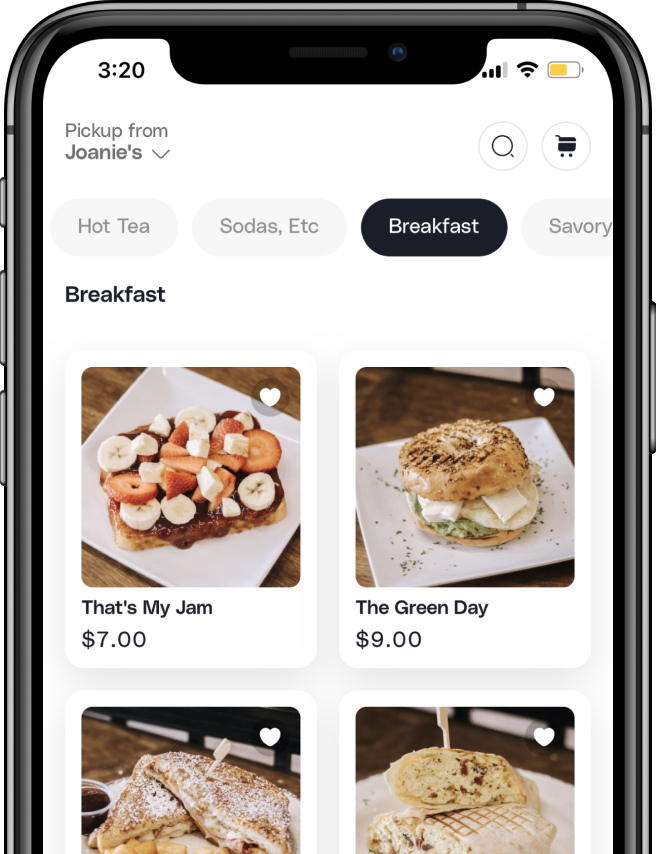 3:20
Pickup from
Joanie's
Hot Tea
Sodas, Etc
Breakfast
Savory
Breakfast
That's My Jam
The Green Day
$7.00
$9.00